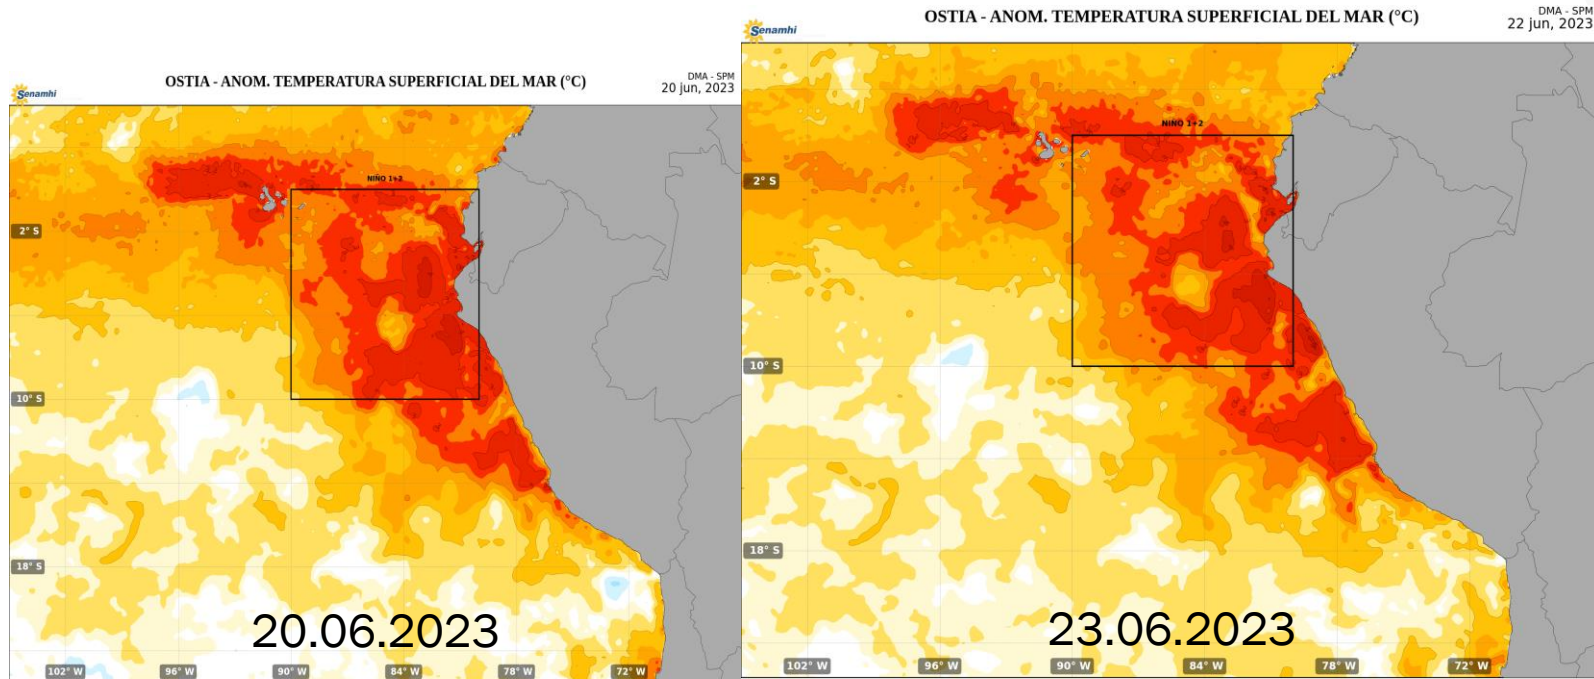 Senamhi
OSTIA - ANOM. TEMPERATURA SUPERFICIAL DEL MAR (°C)
DMA - SPM
20 jun, 2023
NIÑO 1+2
2° S
10° S
18° S
20.06.2023
102° W
96° W
90° W
84° W
78° W
72° W
Senamhi
OSTIA - ANOM. TEMPERATURA SUPERFICIAL DEL MAR (°C)
DMA - SPM
22 jun, 2023
NIÑO 1+2
2° S
10° S
18° S
23.06.2023
102° W
96° W
90° W
84° W
78° W
72° W